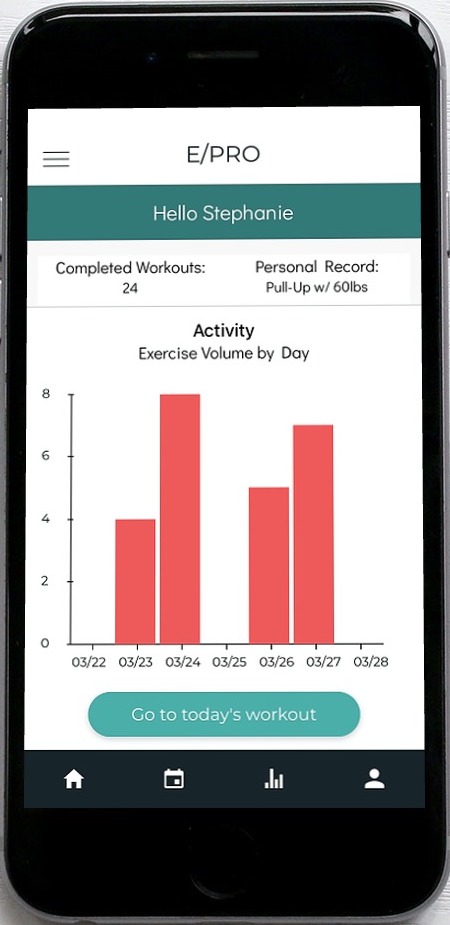 E/PRO
Hello Stephanie
Completed Workouts:
24
Personal Record:
Pull-Up w/ 60lbs
Activity
Exercise Volume by Day
8
6
4
2
0
03/22 03/23 03/24 03/25 03/26 03/27 03/28
Go to today's workout